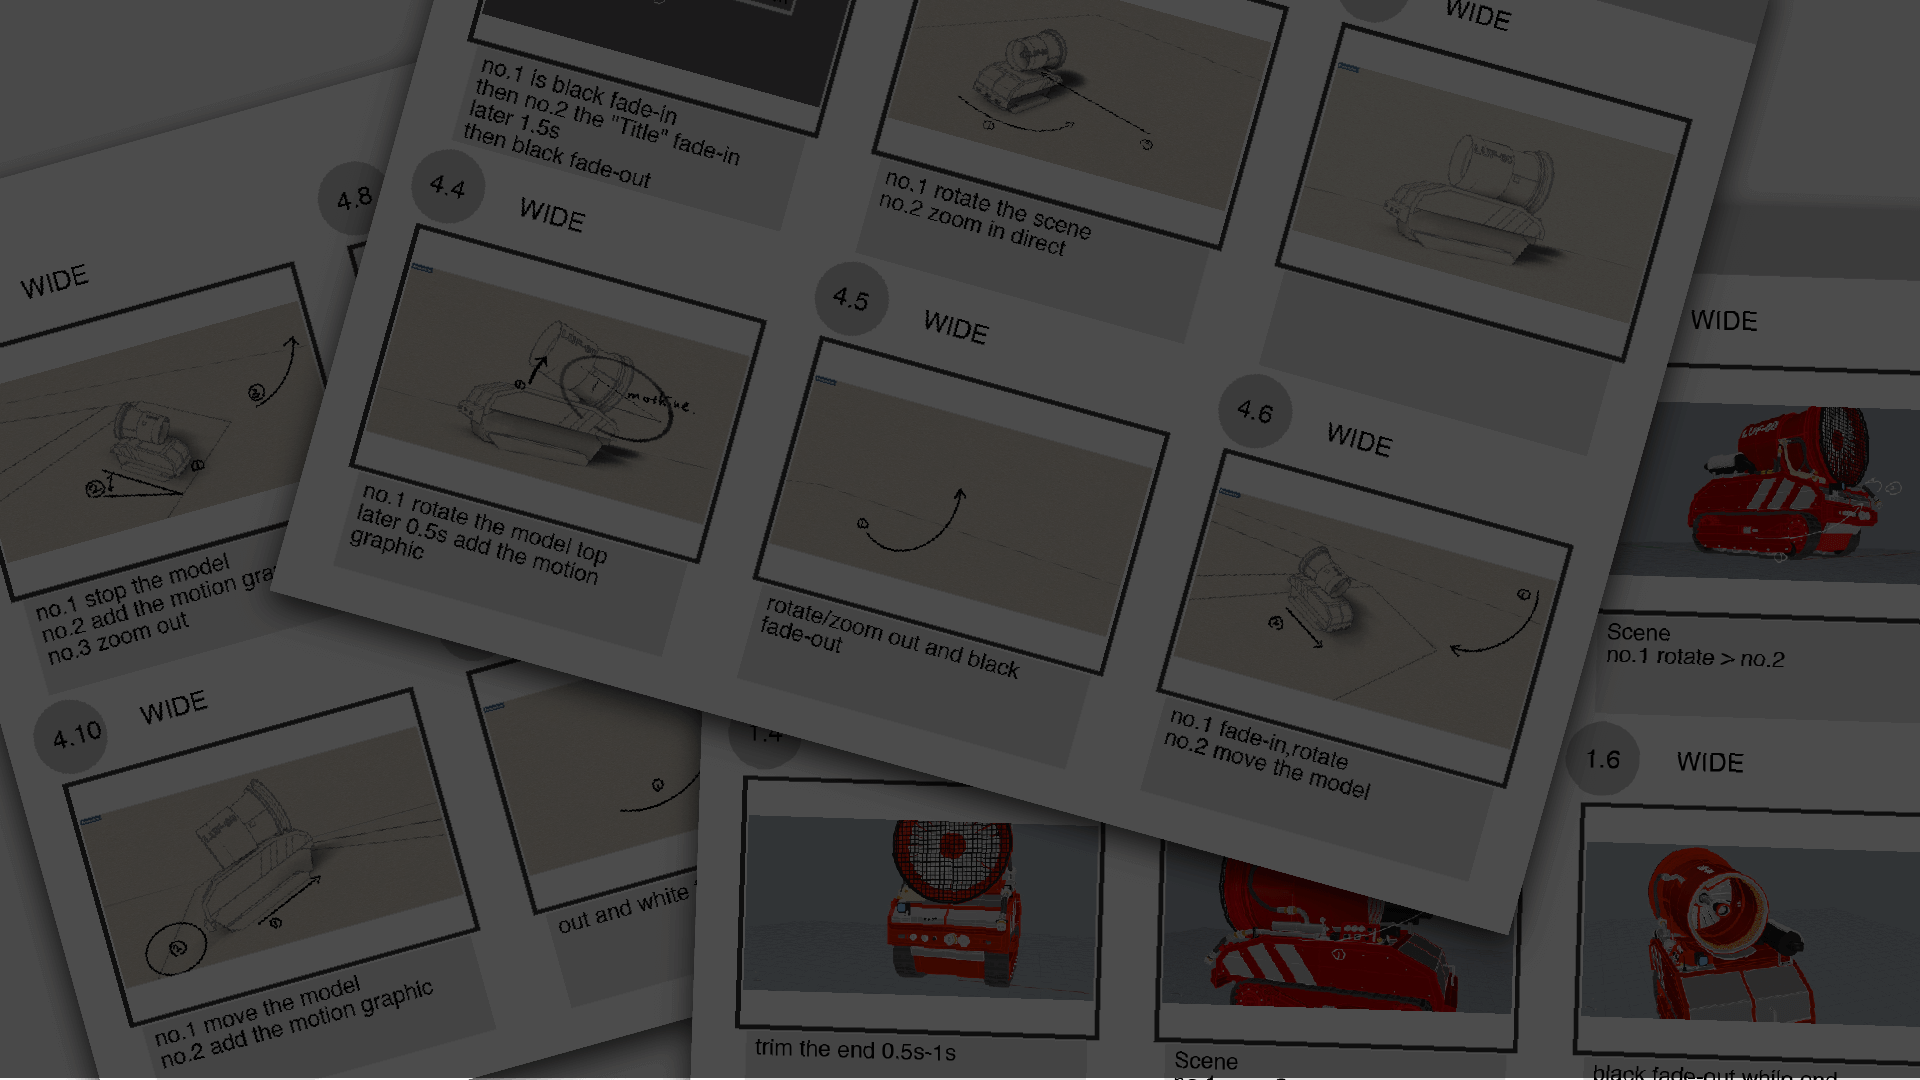 no.1 is black fade-in
then no.2 the "Title" fade-in
later 1.5s
then black fade-out
no.1 rotate the scene
no.2 zoom in direct
WIDE
4.4
WIDE
no.1 rotate the model top
later 0.5s add the motion
graphic
4.5
WIDE
rotate/zoom out and black
fade-out
4.6
WIDE
no.1 fade-in,rotate
no.2 move the model
WIDE
4.8
no.1 stop the model
no.2 add the motion gra
no.3 zoom out
4.10
WIDE
no.1 move the model
no.2 add the motion graphic
out and white
WIDE
Scene
no.1 rotate > no.2
1.4
trim the end 0.5s-1s
Scene
1.6
WIDE
black fade-out while end